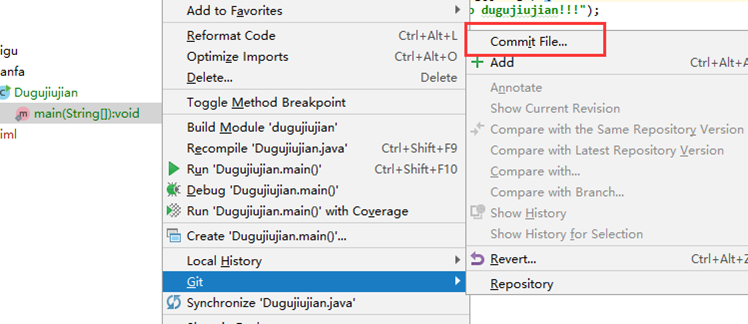 o dugujiujian!!!");
igu
anfa
Dugujiujian
main(String[]):void
iml
Add to Favorites
Reformat Code Ctrl+Alt+L
Optimize Imports Ctrl+Alt+O
Delete... Delete
Toggle Method Breakpoint
Build Module 'dugujiujian'
Recompile 'Dugujiujian.java' Ctrl+Shift+F9
Run 'Dugujiujian.main()' Ctrl+Shift+F10
Debug 'Dugujiujian.main()'
Run 'Dugujiujian.main()' with Coverage
Create 'Dugujiujian.main()'...
Local History
Git
Synchronize 'Dugujiujian.java'
Commit File...
Add Ctrl+Alt+A
Annotate
Show Current Revision
Compare with the Same Repository Version
Compare with Latest Repository Version
Compare with...
Compare with Branch...
Show History
Show History for Selection
Revert... Ctrl+Alt+Z
Repository